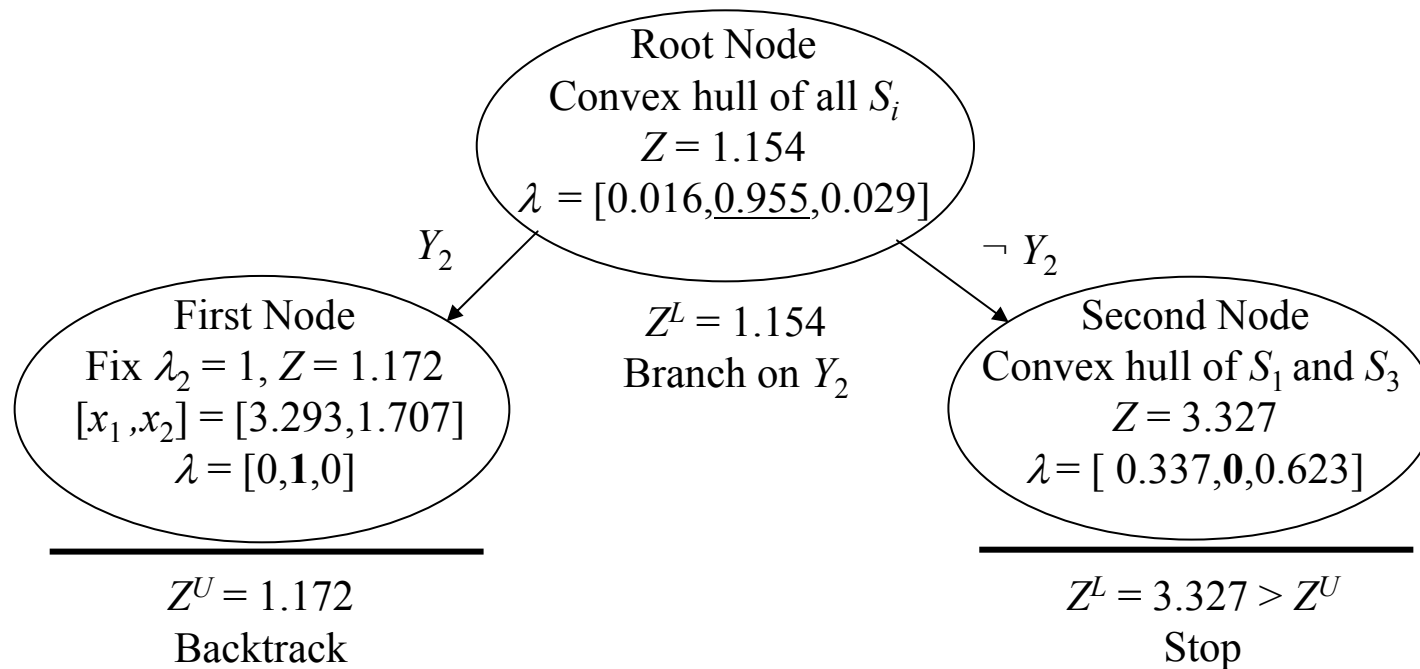 Root Node
Convex hull of all Sᵢ
Z = 1.154
λ = [0.016,0.955,0.029]
Y₂
¬ Y₂
First Node
Fix λ₂ = 1, Z = 1.172
[x₁ ,x₂] = [3.293,1.707]
λ = [0,1,0]
Zᴸ = 1.154
Branch on Y₂
Second Node
Convex hull of S₁ and S₃
Z = 3.327
λ = [ 0.337,0,0.623]
Zᵁ = 1.172
Backtrack
Zᴸ = 3.327 > Zᵁ
Stop